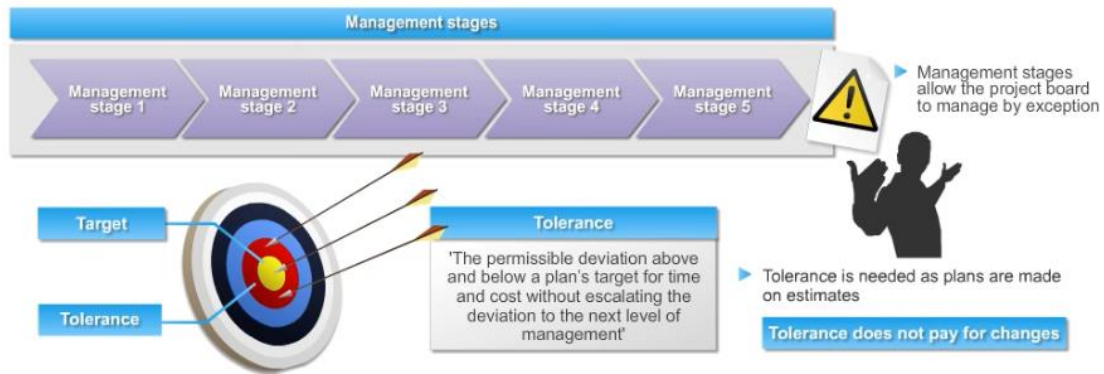 Management stages
Management
stage 1
Management
stage 2
Management
stage 3
Management
stage 4
Management
stage 5
Management stages
allow the project board
to manage by exception
Target
Tolerance
Tolerance
'The permissible deviation above
and below a plan's target for time
and cost without escalating the
deviation to the next level of
management'
Tolerance is needed as plans are made
on estimates
Tolerance does not pay for changes